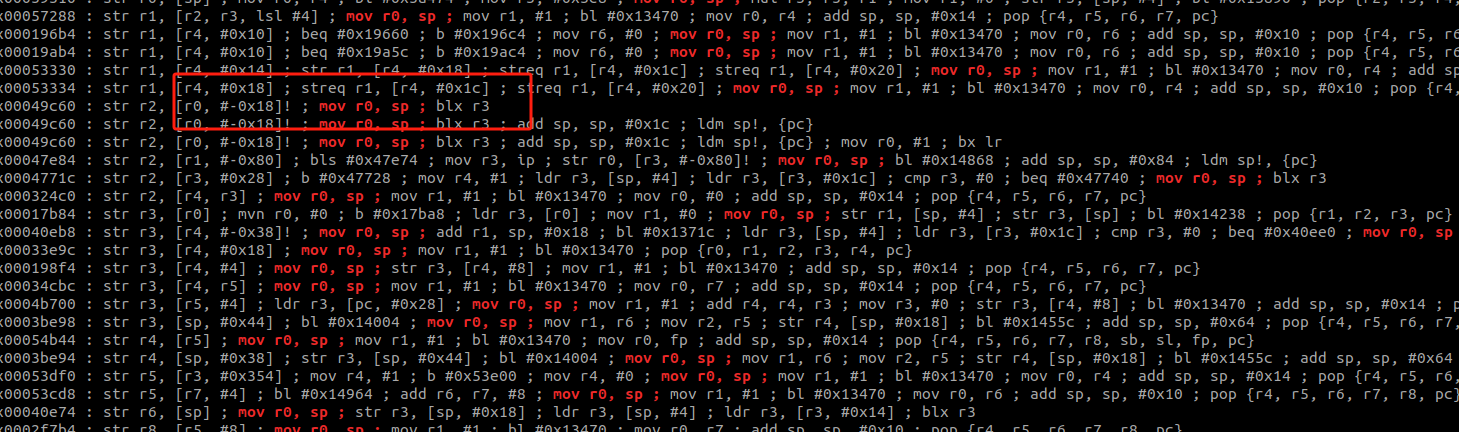 x00057288 : str r1, [r2, r3, lsl #4] ; mov r0, sp ; mov r1, #1 ; bl #0x13470 ; mov r0, r4 ; add sp, sp, #0x14 ; pop {r4, r5, r6, r7, pc}
x000196b4 : str r1, [r4, #0x10] ; beq #0x19660 ; b #0x196c4 ; mov r6, #0 ; mov r0, sp ; mov r1, #1 ; bl #0x13470 ; mov r0, r6 ; add sp, sp, #0x10 ; pop {r4, r5, r6
x00019ab4 : str r1, [r4, #0x10] ; beq #0x19a5c ; b #0x19ac4 ; mov r6, #0 ; mov r0, sp ; mov r1, #1 ; bl #0x13470 ; mov r0, r6 ; add sp, sp, #0x10 ; pop {r4, r5, r6
x00053330 : str r1, [r4, #0x14] ; str r1, [r4, #0x18] ; streq r1, [r4, #0x1c] ; streq r1, [r4, #0x20] ; mov r0, sp ; mov r1, #1 ; bl #0x13470 ; mov r0, r4 ; add sp
x00053334 : str r1, [r4, #0x18] ; streq r1, [r4, #0x1c] ; streq r1, [r4, #0x20] ; mov r0, sp ; mov r1, #1 ; bl #0x13470 ; mov r0, r4 ; add sp, sp, #0x10 ; pop {r4,
x00049c60 : str r2, [r0, #-0x18]! ; mov r0, sp ; blx r3
x00049c60 : str r2, [r0, #-0x18]! ; mov r0, sp ; blx r3 ; add sp, sp, #0x1c ; ldm sp!, {pc}
x00049c60 : str r2, [r0, #-0x18]! ; mov r0, sp ; blx r3 ; add sp, sp, #0x1c ; ldm sp!, {pc} ; mov r0, #1 ; bx lr
x00047e84 : str r2, [r1, #-0x80] ; bls #0x47e74 ; mov r3, ip ; str r0, [r3, #-0x80]! ; mov r0, sp ; bl #0x14868 ; add sp, sp, #0x84 ; ldm sp!, {pc}
x0004771c : str r2, [r3, #0x28] ; b #0x47728 ; mov r4, #1 ; ldr r3, [sp, #4] ; ldr r3, [r3, #0x1c] ; cmp r3, #0 ; beq #0x47740 ; mov r0, sp ; blx r3
x000324c0 : str r2, [r4, r3] ; mov r0, sp ; mov r1, #1 ; bl #0x13470 ; mov r0, #0 ; add sp, sp, #0x14 ; pop {r4, r5, r6, r7, pc}
x00017b84 : str r3, [r0] ; mvn r0, #0 ; b #0x17ba8 ; ldr r3, [r0] ; mov r1, #0 ; mov r0, sp ; str r1, [sp, #4] ; str r3, [sp] ; bl #0x14238 ; pop {r1, r2, r3, pc}
x00040eb8 : str r3, [r4, #-0x38]! ; mov r0, sp ; add r1, sp, #0x18 ; bl #0x1371c ; ldr r3, [sp, #4] ; ldr r3, [r3, #0x1c] ; cmp r3, #0 ; beq #0x40ee0 ; mov r0, sp
x00033e9c : str r3, [r4, #0x18] ; mov r0, sp ; mov r1, #1 ; bl #0x13470 ; pop {r0, r1, r2, r3, r4, pc}
x000198f4 : str r3, [r4, #4] ; mov r0, sp ; str r3, [r4, #8] ; mov r1, #1 ; bl #0x13470 ; add sp, sp, #0x14 ; pop {r4, r5, r6, r7, pc}
x00034cbc : str r3, [r4, r5] ; mov r0, sp ; mov r1, #1 ; bl #0x13470 ; mov r0, r7 ; add sp, sp, #0x14 ; pop {r4, r5, r6, r7, pc}
x0004b700 : str r3, [r5, #4] ; ldr r3, [pc, #0x28] ; mov r0, sp ; mov r1, #1 ; add r4, r4, r3 ; mov r3, #0 ; str r3, [r4, #8] ; bl #0x13470 ; add sp, sp, #0x14 ; p
x0003be98 : str r3, [sp, #0x44] ; bl #0x14004 ; mov r0, sp ; mov r1, r6 ; mov r2, r5 ; str r4, [sp, #0x18] ; bl #0x1455c ; add sp, sp, #0x64 ; pop {r4, r5, r6, r7,
x00054b44 : str r4, [r5] ; mov r0, sp ; mov r1, #1 ; bl #0x13470 ; mov r0, fp ; add sp, sp, #0x14 ; pop {r4, r5, r6, r7, r8, sb, sl, fp, pc}
x0003be94 : str r4, [sp, #0x38] ; str r3, [sp, #0x44] ; bl #0x14004 ; mov r0, sp ; mov r1, r6 ; mov r2, r5 ; str r4, [sp, #0x18] ; bl #0x1455c ; add sp, sp, #0x64
x00053df0 : str r5, [r3, #0x354] ; mov r4, #1 ; b #0x53e00 ; mov r4, #0 ; mov r0, sp ; mov r1, #1 ; bl #0x13470 ; mov r0, r4 ; add sp, sp, #0x14 ; pop {r4, r5, r6,
x00053cd8 : str r5, [r7, #4] ; bl #0x14964 ; add r6, r7, #8 ; mov r0, sp ; mov r1, #1 ; bl #0x13470 ; mov r0, r6 ; add sp, sp, #0x10 ; pop {r4, r5, r6, r7, r8, pc}
x00040e74 : str r6, [sp] ; mov r0, sp ; str r3, [sp, #0x18] ; ldr r3, [sp, #4] ; ldr r3, [r3, #0x14] ; blx r3
x0002f7b4 : str r8, [r5, #8] ; mov r0, sp ; mov r1, #1 ; bl #0x13470 ; mov r0, r7 ; add sp, sp, #0x10 ; pop {r4, r5, r6, r7, r8, pc}